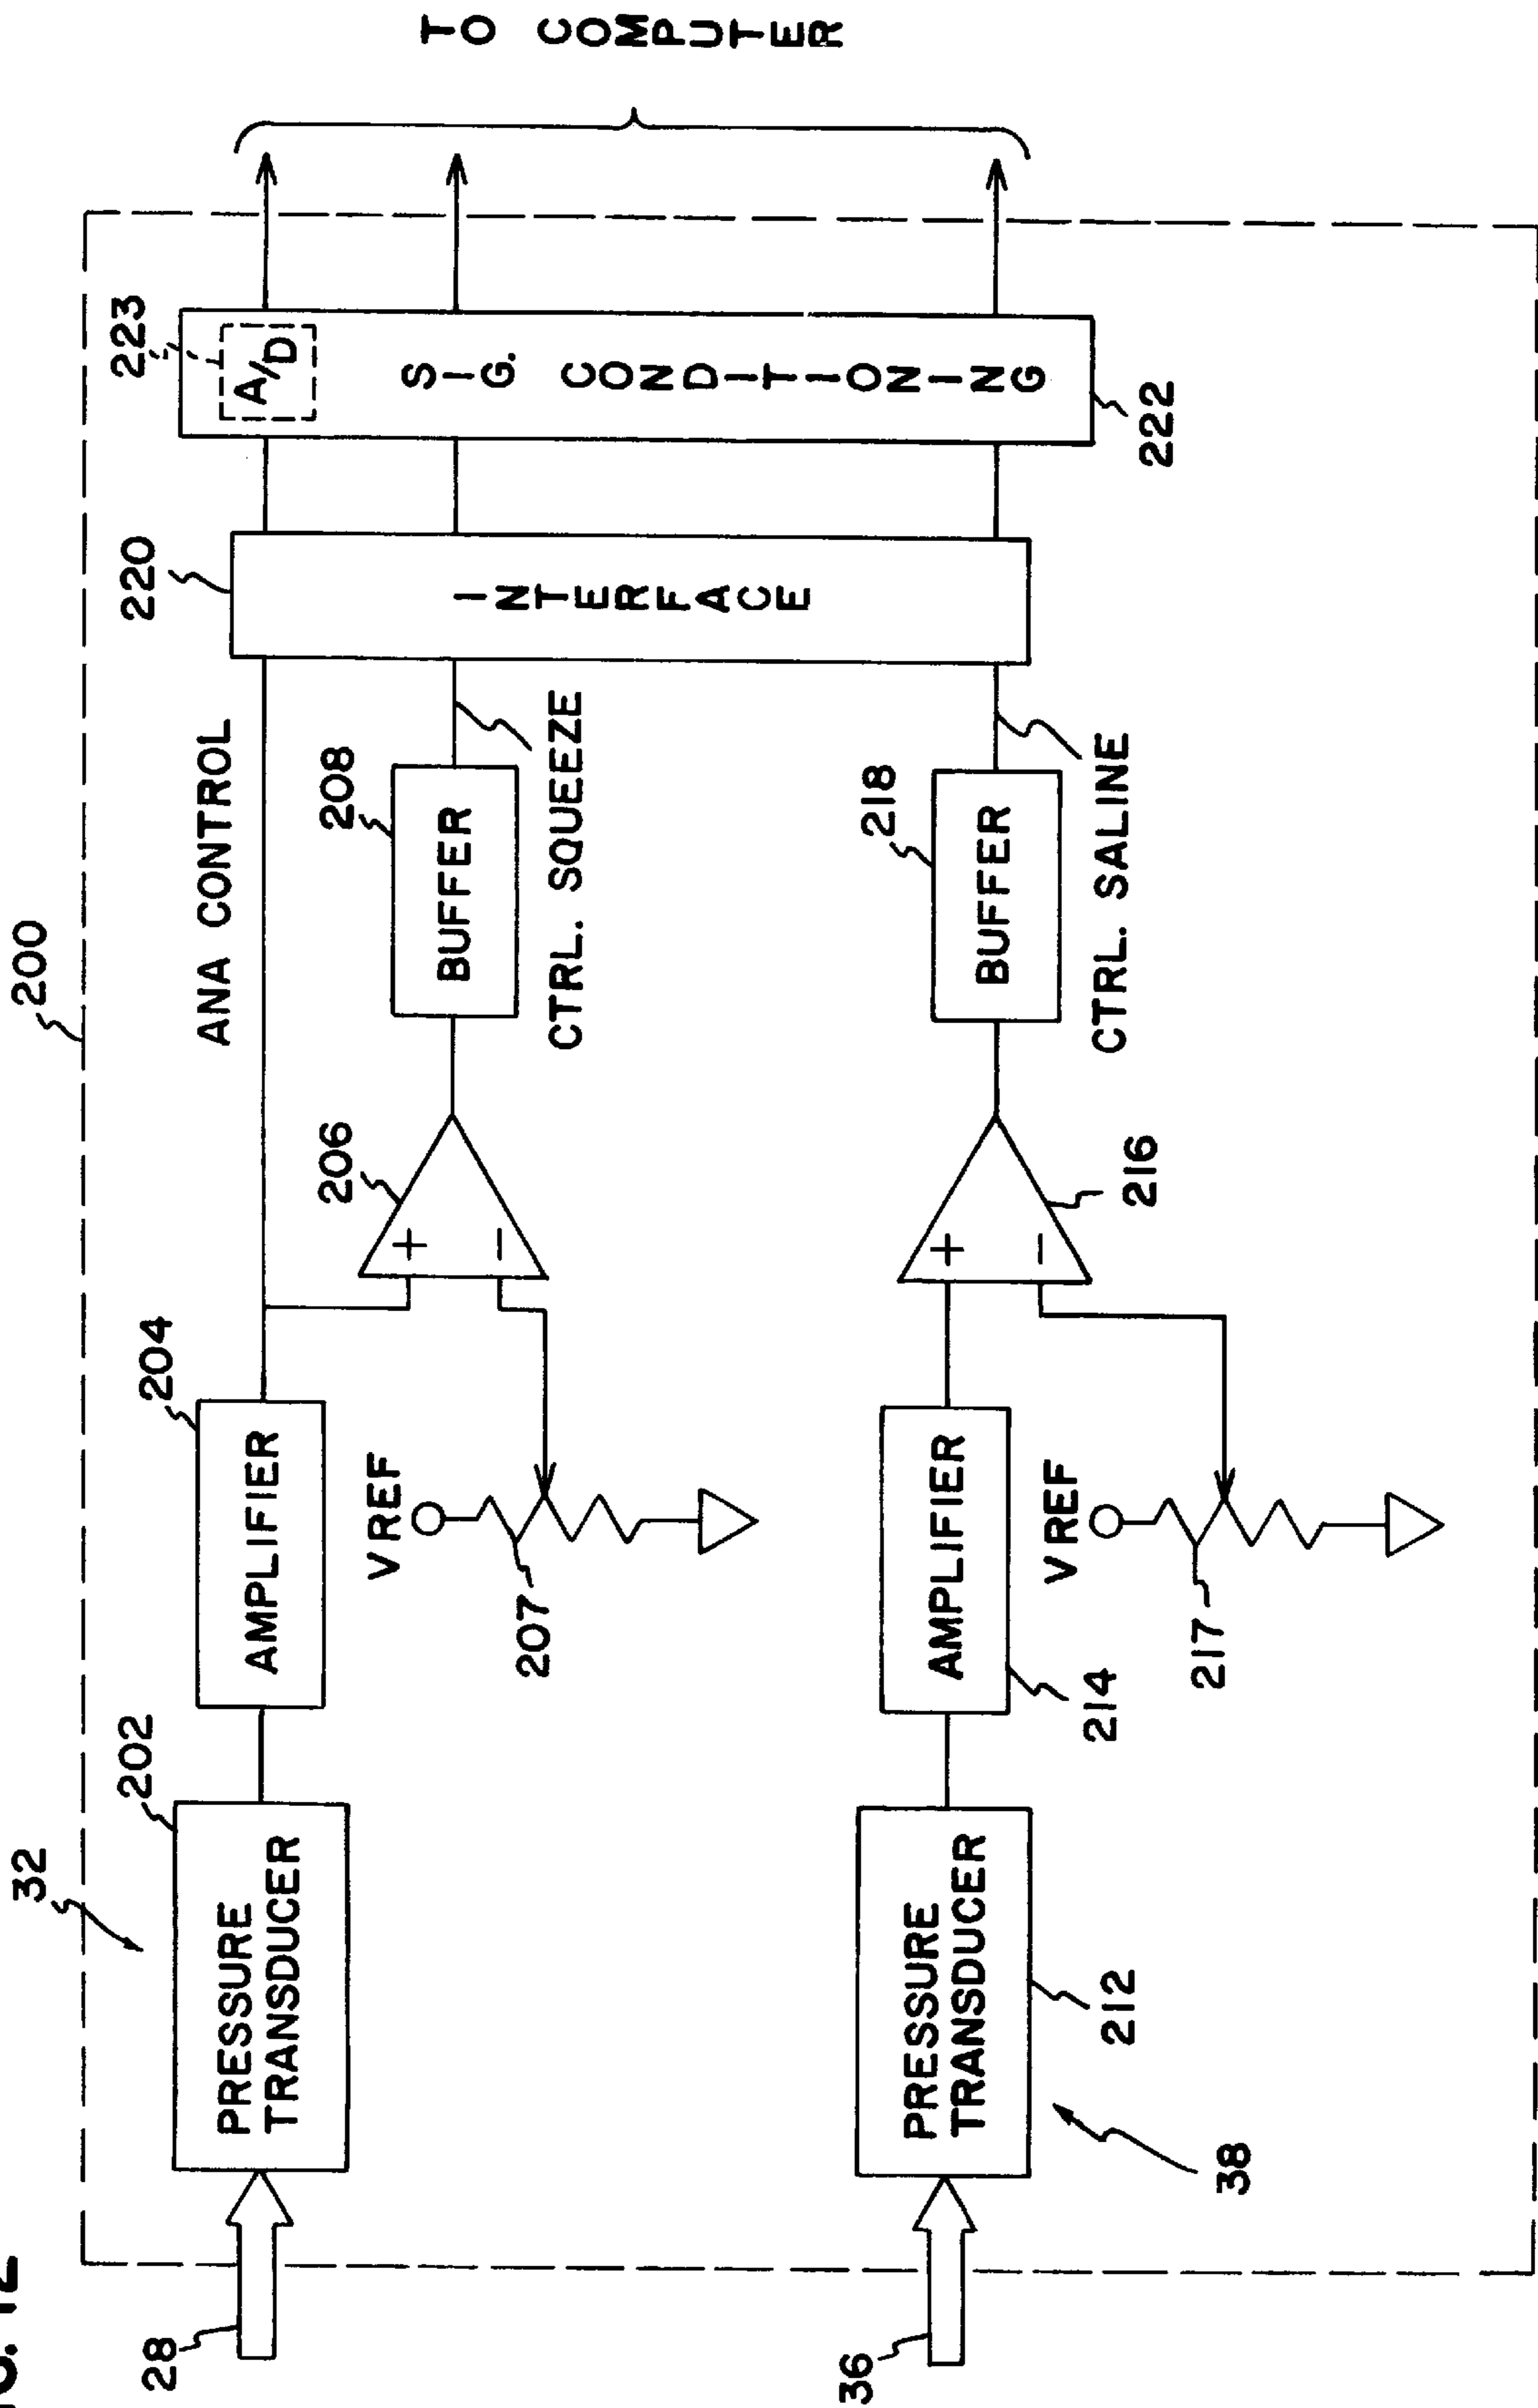 200
32
202
204
ANA CONTROL
220
223
A/D
TO COMPUTER
28
PRESSURE
TRANSDUCER
AMPLIFIER
206
+
−
208
BUFFER
CTRL. SQUEEZE
INTERFACE
SIG. CONDITIONING
222
VREF
207
36
PRESSURE
TRANSDUCER
212
38
AMPLIFIER
214
+
−
216
218
BUFFER
CTRL. SALINE
VREF
217